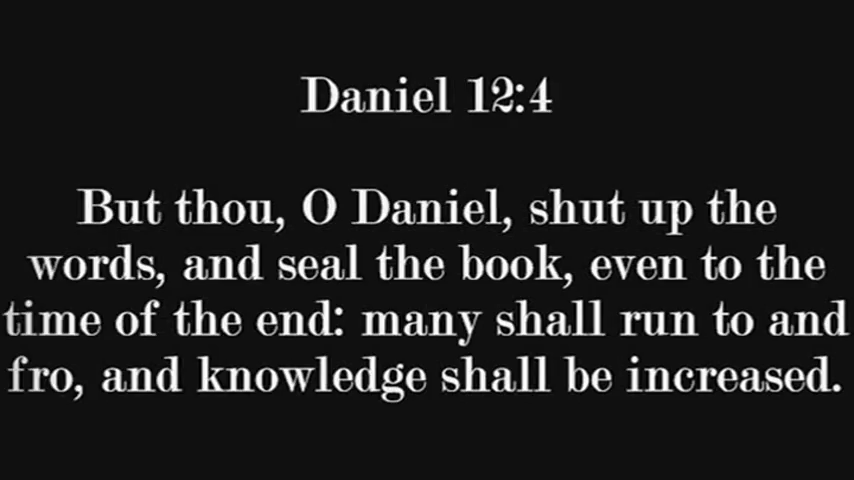 Daniel 12:4
But thou, O Daniel, shut up the
words, and seal the book, even to the
time of the end: many shall run to and
fro, and knowledge shall be increased.